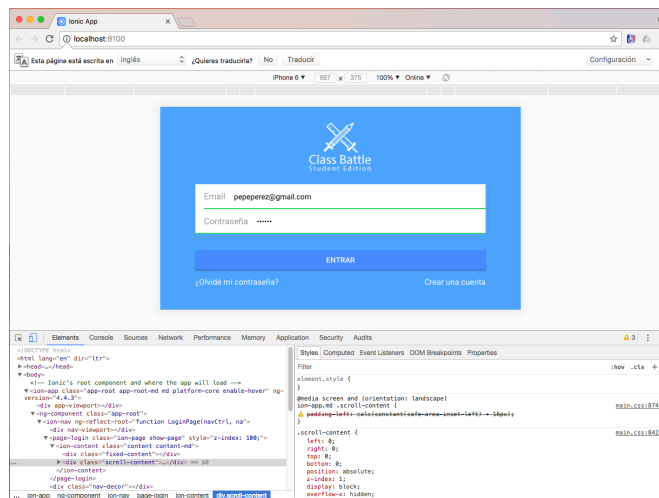 Ionic App
localhost:8100
Esta página está escrita en inglés ¿Quieres traducirla? No Traducir Configuración
iPhone 6 ▼ 667 x 375 100% ▼ Online ▼
Class Battle
Student Edition
Email pepeperez@gmail.com
Contraseña ••••••
ENTRAR
¿Olvidé mi contraseña? Crear una cuenta
Elements Console Sources Network Performance Memory Application Security Audits 3
<!DOCTYPE html>
<html lang="en" dir="ltr">
▶<head>…</head>
▼<body>
<!-- Ionic's root component and where the app will load -->
▼<ion-app class="app-root app-root-md md platform-core enable-hover" ng-
version="4.4.3">
<div app-viewport></div>
▼<ng-component class="app-root">
▼<ion-nav ng-reflect-root="function LoginPage(navCtrl, na">
<div nav-viewport></div>
▼<page-login class="ion-page show-page" style="z-index: 100;">
▼<ion-content class="content content-md">
<div class="fixed-content"></div>
… ▶<div class="scroll-content">…</div> == $0
</ion-content>
</page-login>
<div class="nav-decor"></div>
... ion-app ng-component ion-nav page-login ion-content div.scroll-content
Styles Computed Event Listeners DOM Breakpoints Properties
Filter :hov .cls +
element.style {
}
@media screen and (orientation: landscape)
ion-app.md .scroll-content { main.css:874
padding-left: calc(constant(safe-area-inset-left) + 16px);
}
.scroll-content { main.css:842
left: 0;
right: 0;
top: 0;
bottom: 0;
position: absolute;
z-index: 1;
display: block;
overflow-x: hidden;